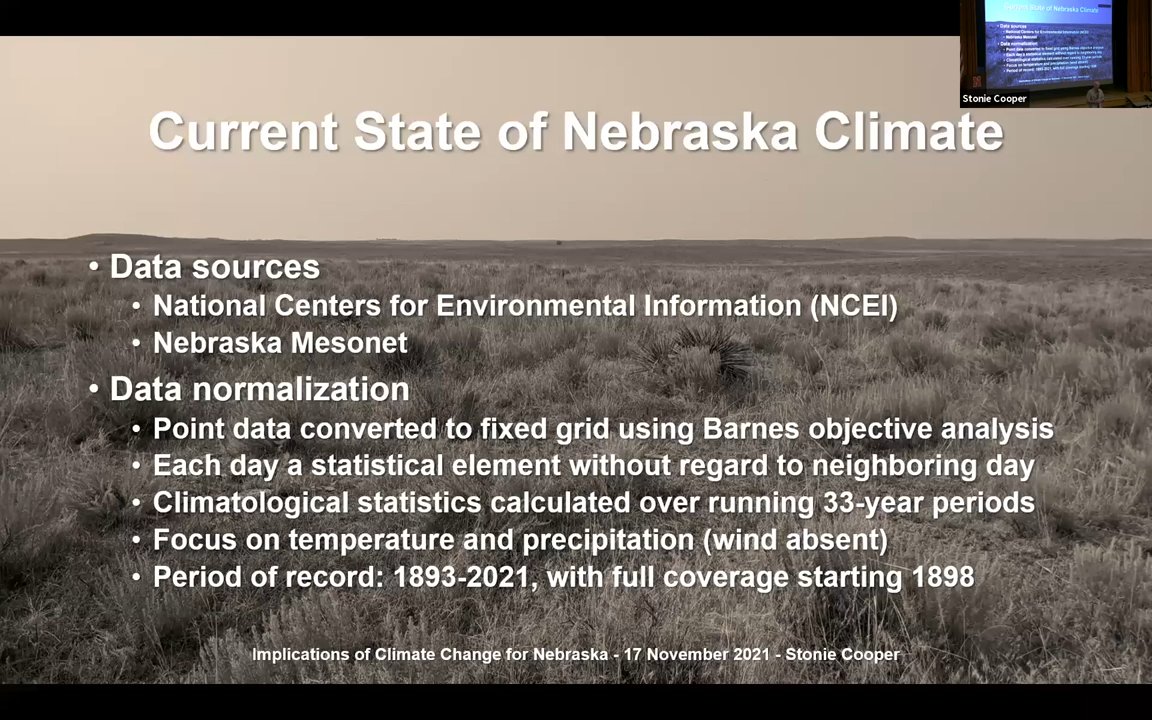 Current State of Nebraska Climate
Stonie Cooper
• Data sources
• National Centers for Environmental Information (NCEI)
• Nebraska Mesonet
• Data normalization
• Point data converted to fixed grid using Barnes objective analysis
• Each day a statistical element without regard to neighboring day
• Climatological statistics calculated over running 33-year periods
• Focus on temperature and precipitation (wind absent)
• Period of record: 1893-2021, with full coverage starting 1898
Implications of Climate Change for Nebraska - 17 November 2021 - Stonie Cooper